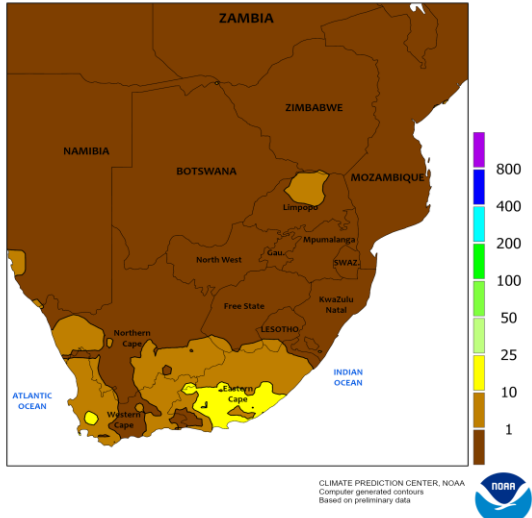 ZAMBIA
ZIMBABWE
NAMIBIA
BOTSWANA
MOZAMBIQUE
Limpopo
Mpumalanga
North West
Gau.
SWAZ.
Free State
KwaZulu
Natal
LESOTHO
Northern
Cape
INDIAN
OCEAN
Eastern
Cape
ATLANTIC
OCEAN
Western
Cape
800
400
200
100
50
25
10
1
CLIMATE PREDICTION CENTER, NOAA
Computer generated contours
Based on preliminary data
NOAA